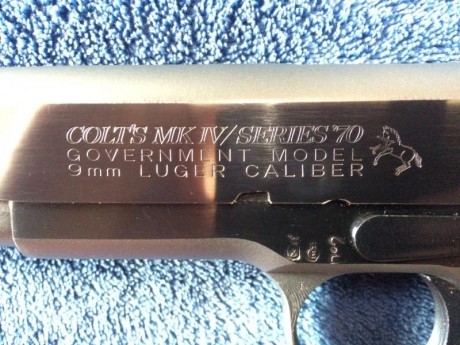 COLT'S MK IV/SERIES '70
GOVERNMENT MODEL
9mm LUGER CALIBER